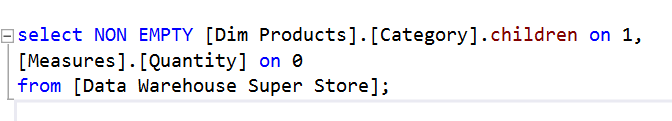 select NON EMPTY [Dim Products].[Category].children on 1,
[Measures].[Quantity] on 0
from [Data Warehouse Super Store];